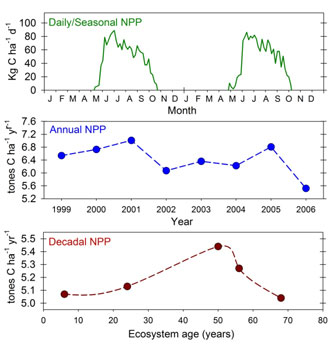 Daily/Seasonal NPP
Kg C ha⁻¹ d⁻¹
100
80
60
40
20
0
J F M A M J J A S O N D J F M A M J J A S O N D
Month
Annual NPP
tones C ha⁻¹ yr⁻¹
7.6
7.2
6.8
6.4
6.0
5.6
5.2
1999 2000 2001 2002 2003 2004 2005 2006
Year
Decadal NPP
tones C ha⁻¹ yr⁻¹
5.5
5.4
5.3
5.2
5.1
5.0
0 10 20 30 40 50 60 70 80
Ecosystem age (years)